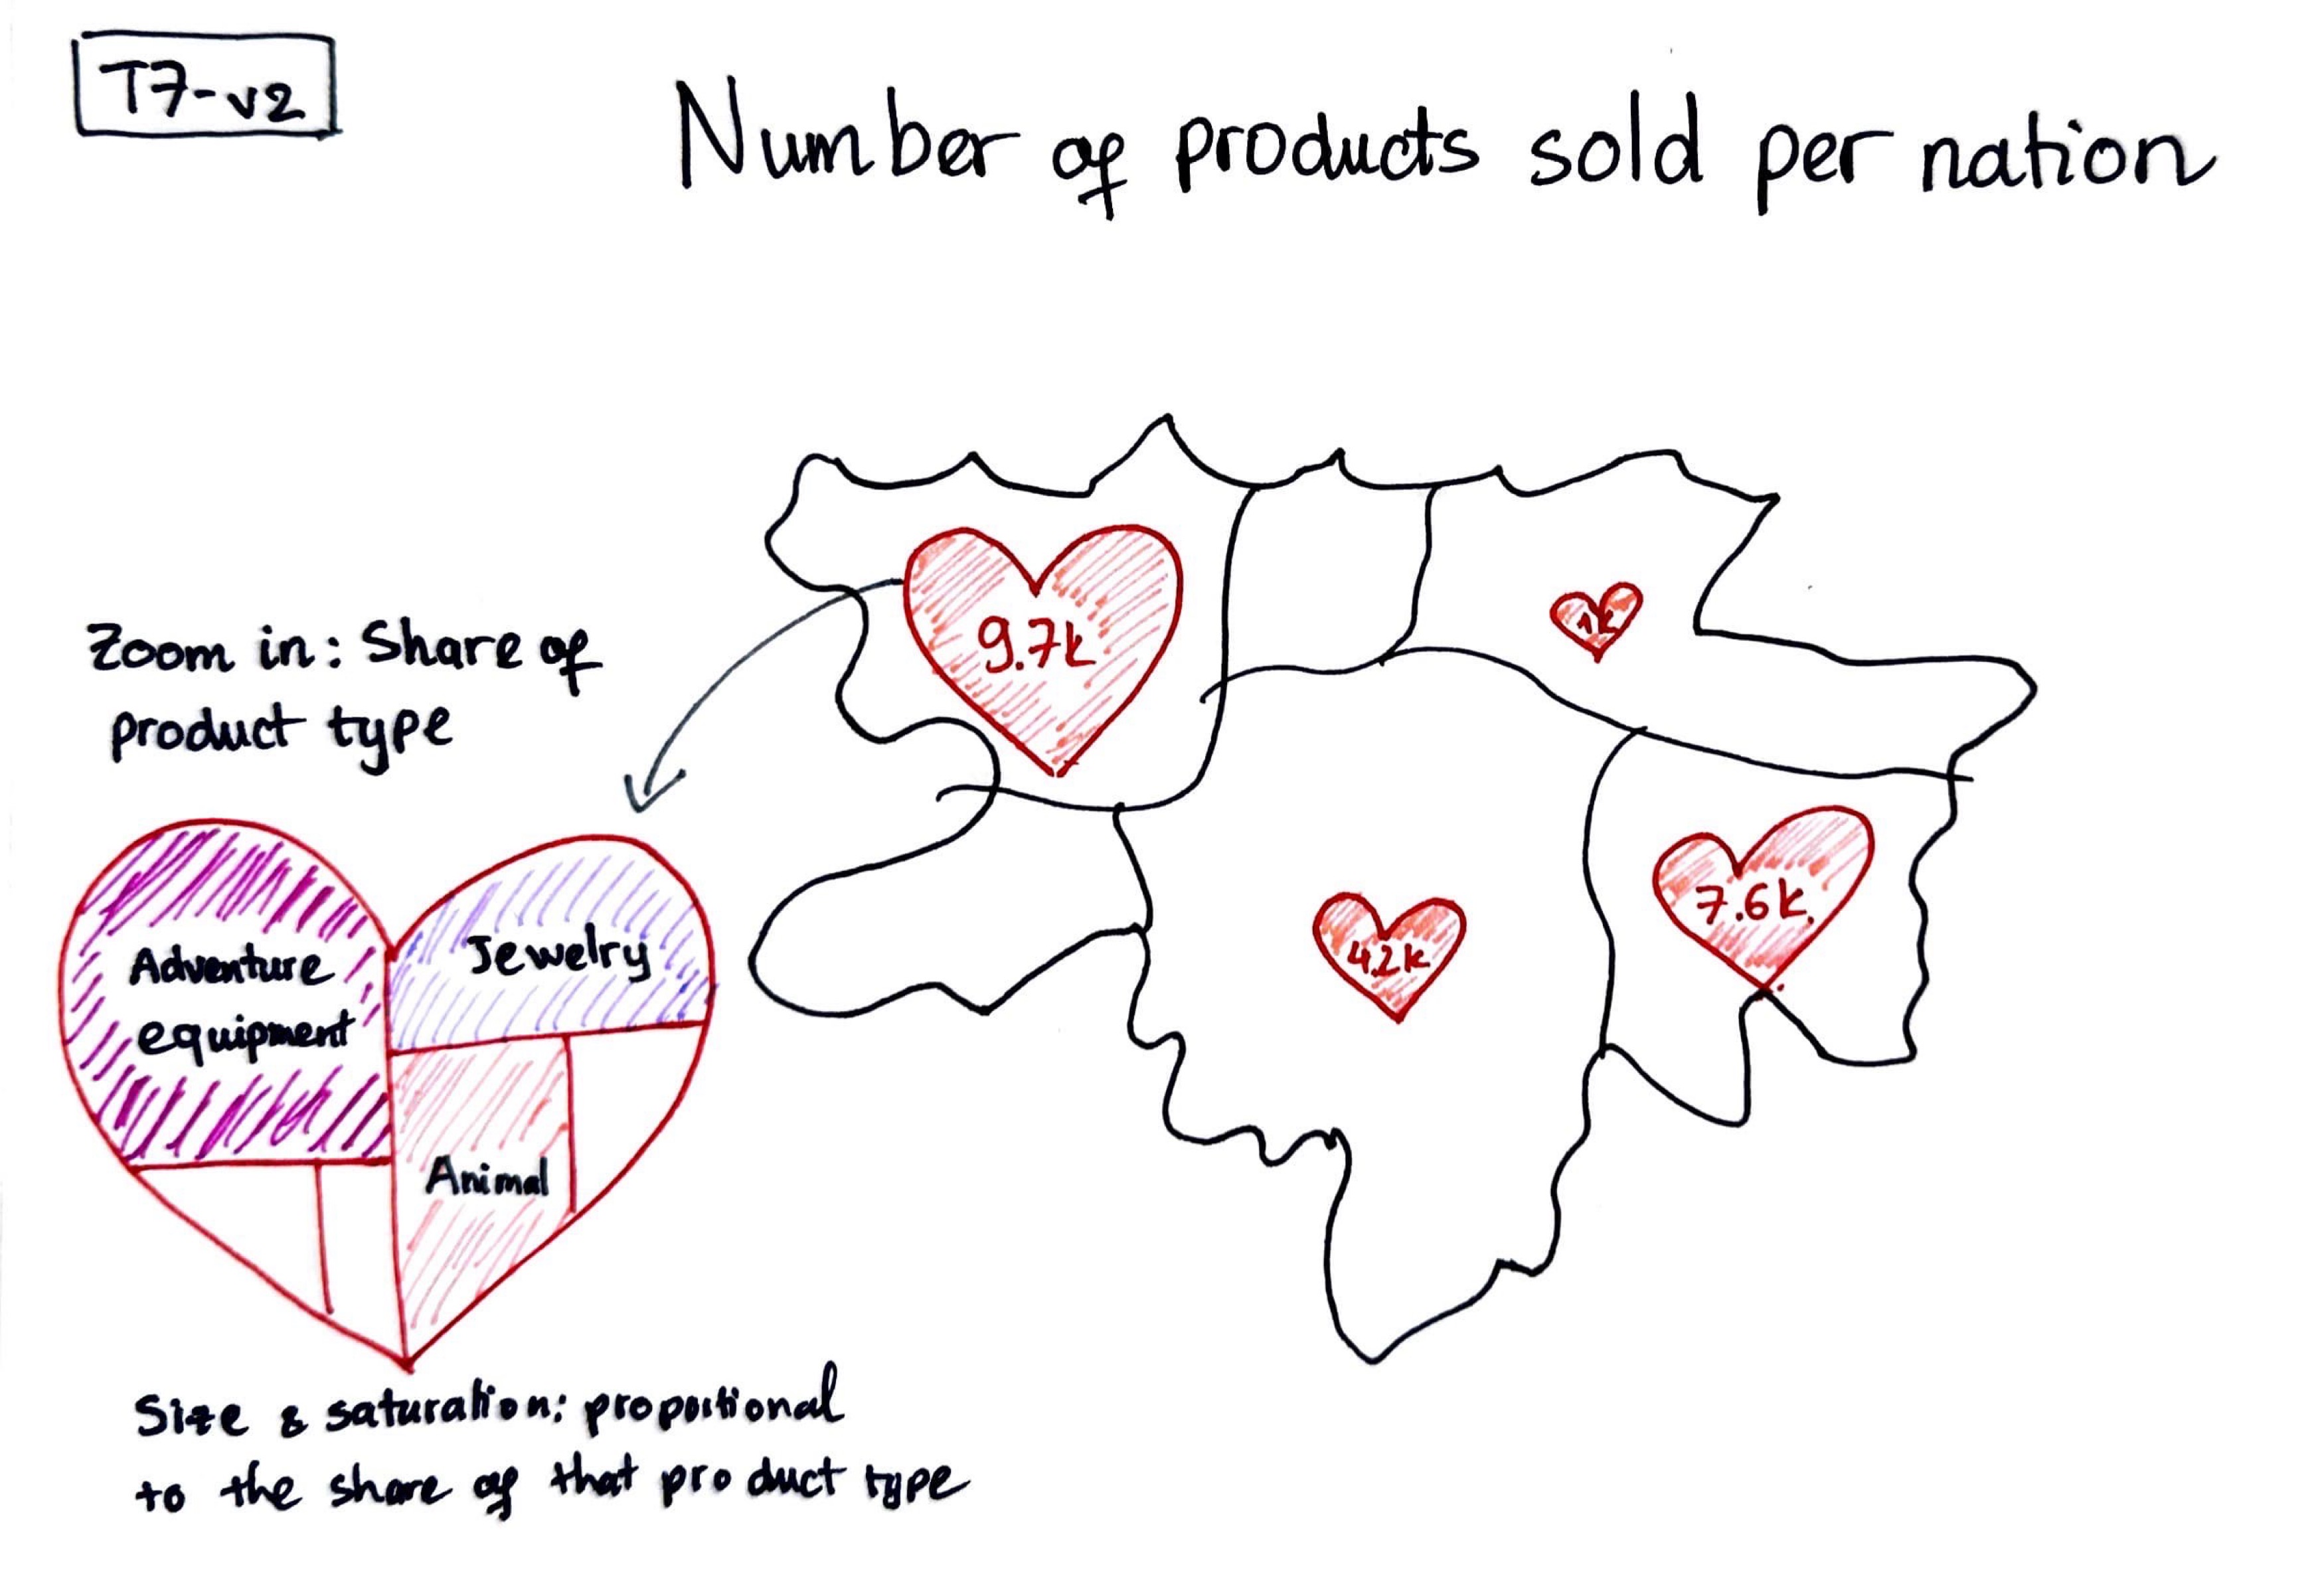 T7-v2
Number of products sold per nation
Zoom in: Share of
product type
9.7k
1k
4.2k
7.6k
Adventure
equipment
Jewelry
Animal
Size & saturation: proportional
to the share of that product type